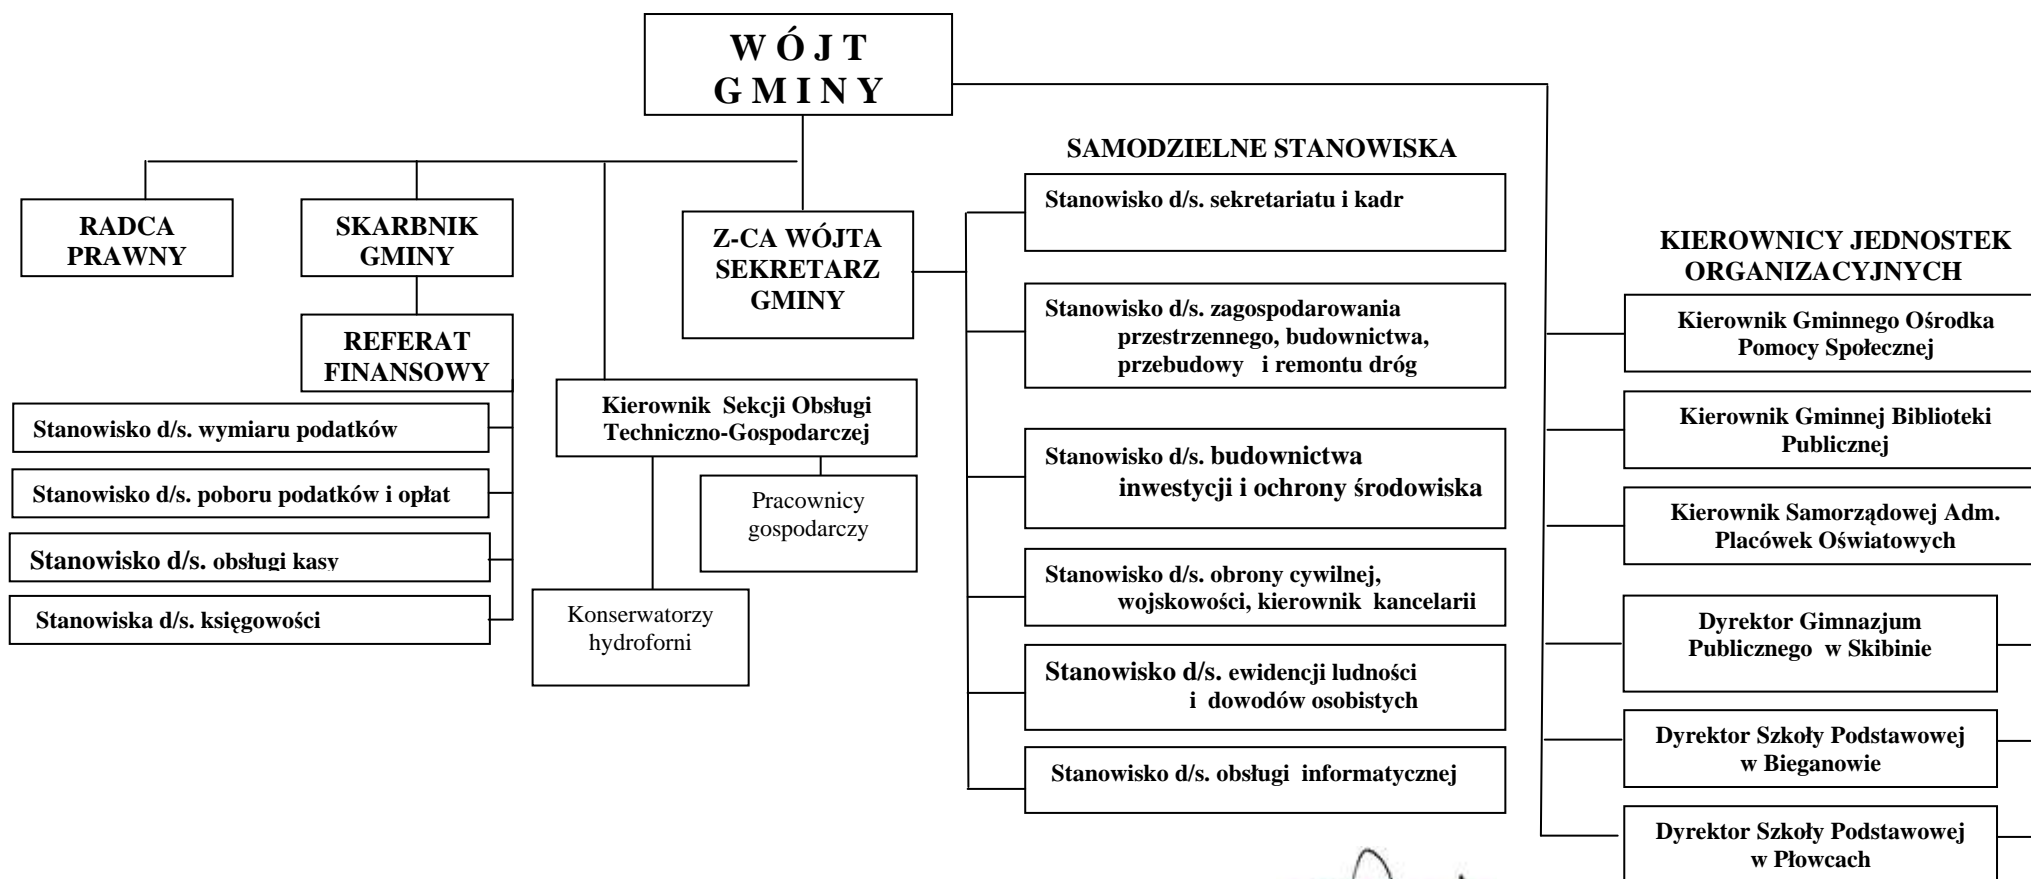 WÓJT
GMINY
RADCA
PRAWNY
SKARBNIK
GMINY
REFERAT
FINANSOWY
Stanowisko d/s. wymiaru podatków
Stanowisko d/s. poboru podatków i opłat
Stanowisko d/s. obsługi kasy
Stanowiska d/s. księgowości
Kierownik Sekcji Obsługi
Techniczno-Gospodarczej
Pracownicy
gospodarczy
Konserwatorzy
hydroforni
Z-CA WÓJTA
SEKRETARZ
GMINY
SAMODZIELNE STANOWISKA
Stanowisko d/s. sekretariatu i kadr
Stanowisko d/s. zagospodarowania
przestrzennego, budownictwa,
przebudowy i remontu dróg
Stanowisko d/s. budownictwa
inwestycji i ochrony środowiska
Stanowisko d/s. obrony cywilnej,
wojskowości, kierownik kancelarii
Stanowisko d/s. ewidencji ludności
i dowodów osobistych
Stanowisko d/s. obsługi informatycznej
KIEROWNICY JEDNOSTEK
ORGANIZACYJNYCH
Kierownik Gminnego Ośrodka
Pomocy Społecznej
Kierownik Gminnej Biblioteki
Publicznej
Kierownik Samorządowej Adm.
Placówek Oświatowych
Dyrektor Gimnazjum
Publicznego w Skibinie
Dyrektor Szkoły Podstawowej
w Bieganowie
Dyrektor Szkoły Podstawowej
w Płowcach